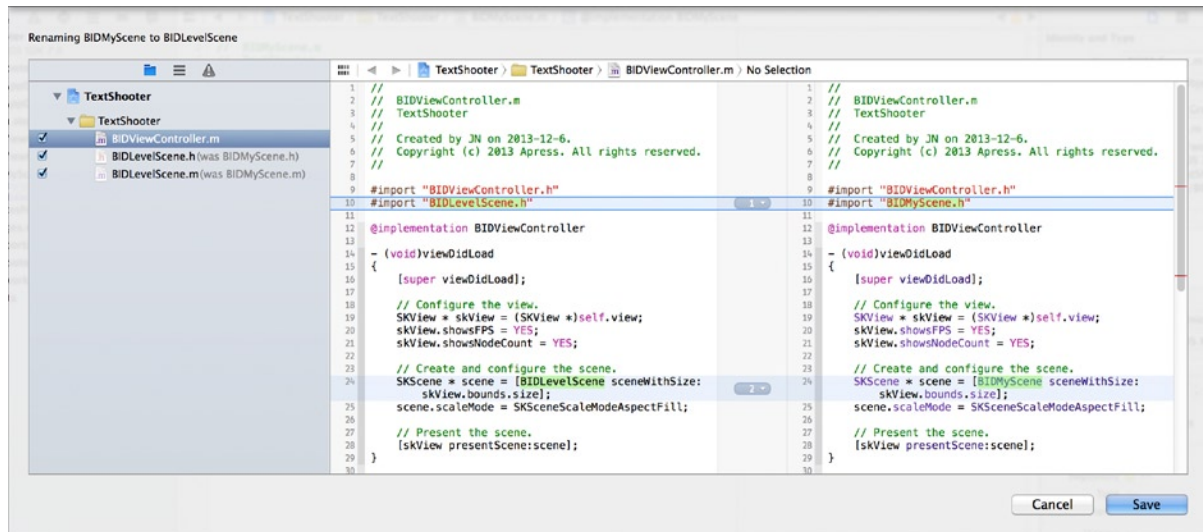 Renaming BIDMyScene to BIDLevelScene
TextShooter
TextShooter
BIDViewController.m
BIDLevelScene.h (was BIDMyScene.h)
BIDLevelScene.m (was BIDMyScene.m)
TextShooter 〉 TextShooter 〉 BIDViewController.m 〉 No Selection
1 //
2 // BIDViewController.m
3 // TextShooter
4 //
5 // Created by JN on 2013-12-6.
6 // Copyright (c) 2013 Apress. All rights reserved.
7 //
8
9 #import "BIDViewController.h"
10 #import "BIDLevelScene.h"
11
12 @implementation BIDViewController
13
14 - (void)viewDidLoad
15 {
16 [super viewDidLoad];
17
18 // Configure the view.
19 SKView * skView = (SKView *)self.view;
20 skView.showsFPS = YES;
21 skView.showsNodeCount = YES;
22
23 // Create and configure the scene.
24 SKScene * scene = [BIDLevelScene sceneWithSize:
skView.bounds.size];
25 scene.scaleMode = SKSceneScaleModeAspectFill;
26
27 // Present the scene.
28 [skView presentScene:scene];
29 }
30
1
2
1 //
2 // BIDViewController.m
3 // TextShooter
4 //
5 // Created by JN on 2013-12-6.
6 // Copyright (c) 2013 Apress. All rights reserved.
7 //
8
9 #import "BIDViewController.h"
10 #import "BIDMyScene.h"
11
12 @implementation BIDViewController
13
14 - (void)viewDidLoad
15 {
16 [super viewDidLoad];
17
18 // Configure the view.
19 SKView * skView = (SKView *)self.view;
20 skView.showsFPS = YES;
21 skView.showsNodeCount = YES;
22
23 // Create and configure the scene.
24 SKScene * scene = [BIDMyScene sceneWithSize:
skView.bounds.size];
25 scene.scaleMode = SKSceneScaleModeAspectFill;
26
27 // Present the scene.
28 [skView presentScene:scene];
29 }
30
Cancel
Save